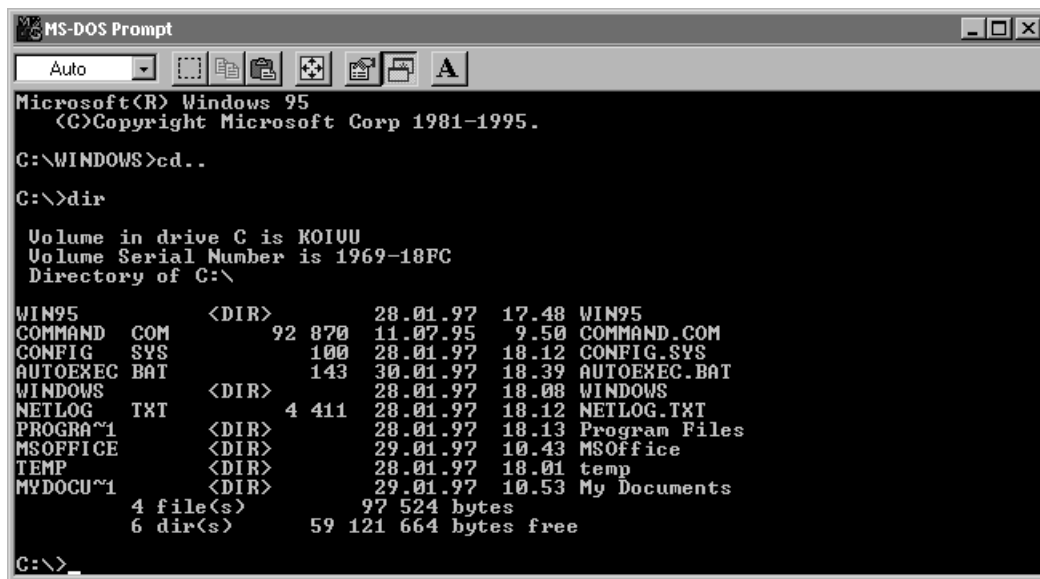 MS-DOS Prompt
Auto
A
Microsoft(R) Windows 95
   (C)Copyright Microsoft Corp 1981-1995.
C:\WINDOWS>cd..
C:\>dir
 Volume in drive C is KOIVU
 Volume Serial Number is 1969-18FC
 Directory of C:\
WIN95          <DIR>        28.01.97  17.48 WIN95
COMMAND  COM        92 870  11.07.95   9.50 COMMAND.COM
CONFIG   SYS           100  28.01.97  18.12 CONFIG.SYS
AUTOEXEC BAT           143  30.01.97  18.39 AUTOEXEC.BAT
WINDOWS        <DIR>        28.01.97  18.08 WINDOWS
NETLOG   TXT         4 411  28.01.97  18.12 NETLOG.TXT
PROGRA~1       <DIR>        28.01.97  18.13 Program Files
MSOFFICE       <DIR>        29.01.97  10.43 MSOffice
TEMP           <DIR>        28.01.97  18.01 temp
MYDOCU~1       <DIR>        29.01.97  10.53 My Documents
         4 file(s)         97 524 bytes
         6 dir(s)      59 121 664 bytes free
C:\>_